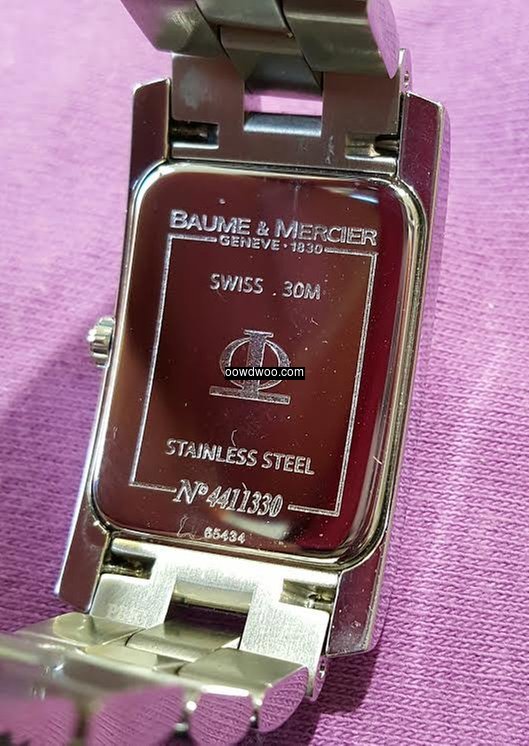 BAUME & MERCIER
GENEVE · 1830
SWISS 30M
oowdwoo.com
STAINLESS STEEL
Nº 4411330
65434